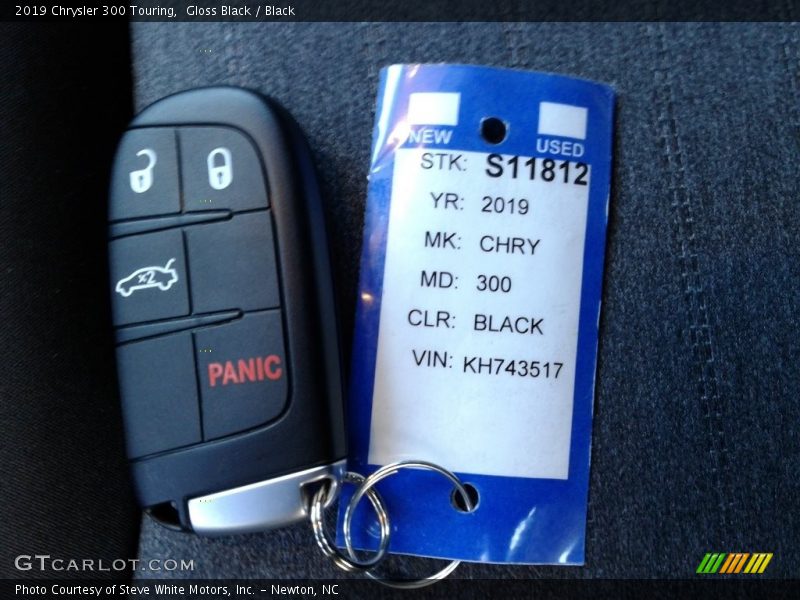 2019 Chrysler 300 Touring,  Gloss Black / Black
NEW
USED
STK: S11812
YR: 2019
MK: CHRY
MD: 300
CLR: BLACK
VIN: KH743517
x2
PANIC
GTCARLOT.COM
Photo Courtesy of Steve White Motors, Inc. – Newton, NC